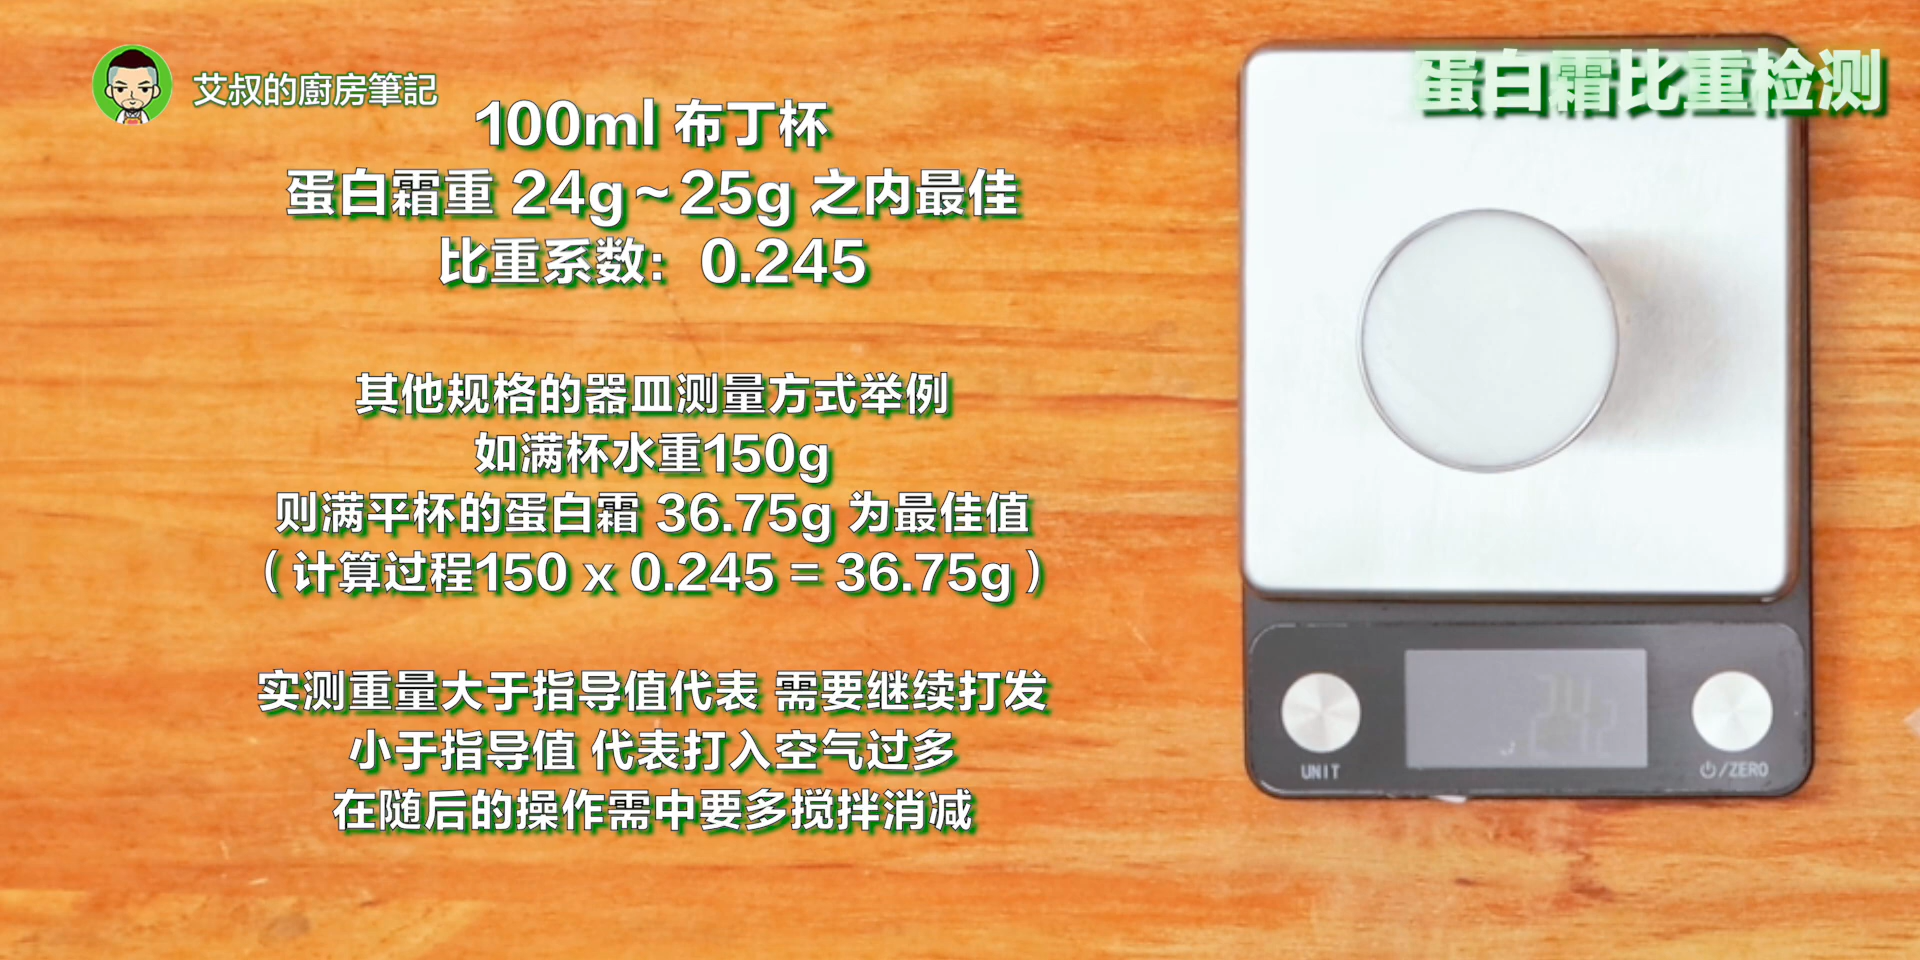 艾叔的廚房筆記
蛋白霜比重检测
100ml 布丁杯
蛋白霜重 24g~25g 之内最佳
比重系数：0.245
其他规格的器皿测量方式举例
如满杯水重150g
则满平杯的蛋白霜 36.75g 为最佳值
（计算过程150 x 0.245 = 36.75g）
实测重量大于指导值代表 需要继续打发
小于指导值 代表打入空气过多
在随后的操作需中要多搅拌消减
UNIT
/ZERO